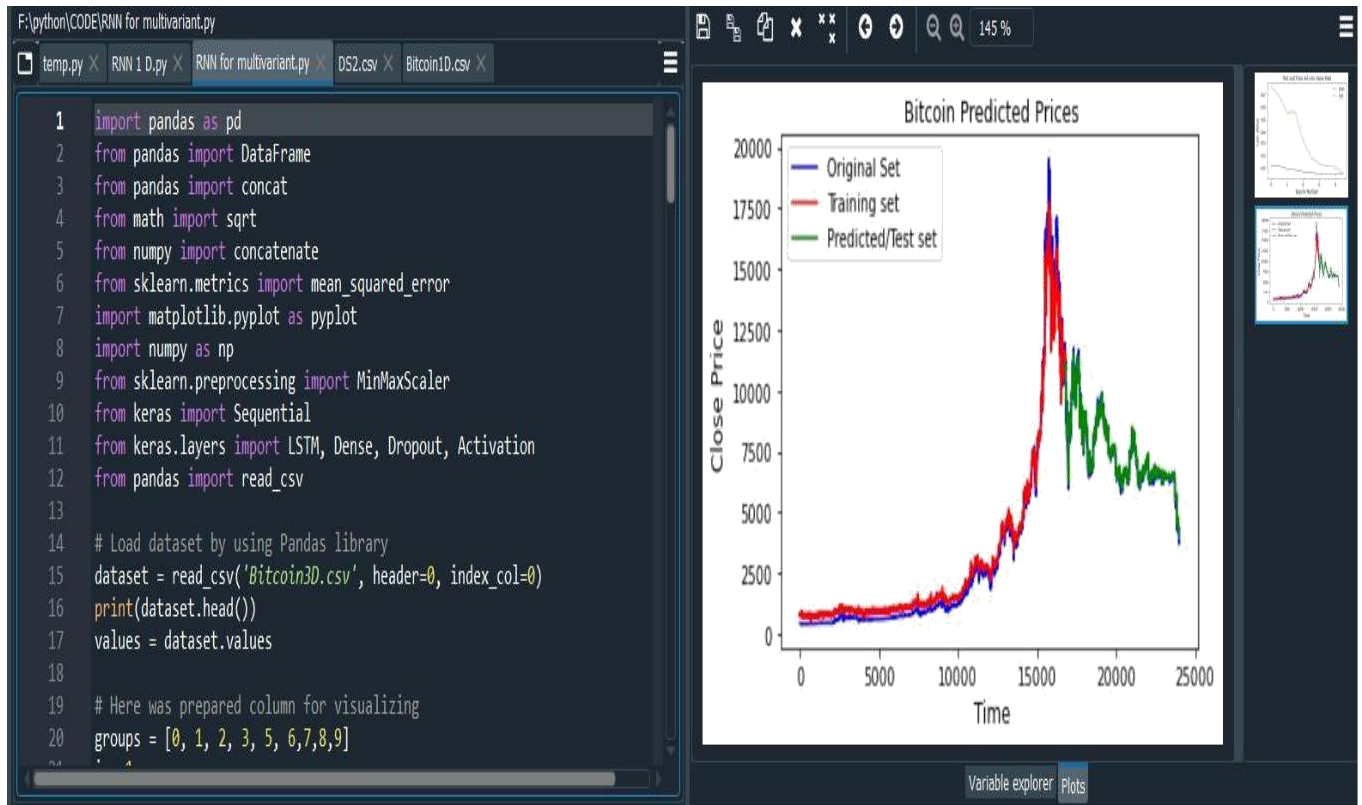 F:\python\CODE\RNN for multivariant.py
temp.py RNN 1 D.py RNN for multivariant.py DS2.csv Bitcoin1D.csv
1 import pandas as pd
2 from pandas import DataFrame
3 from pandas import concat
4 from math import sqrt
5 from numpy import concatenate
6 from sklearn.metrics import mean_squared_error
7 import matplotlib.pyplot as pyplot
8 import numpy as np
9 from sklearn.preprocessing import MinMaxScaler
10 from keras import Sequential
11 from keras.layers import LSTM, Dense, Dropout, Activation
12 from pandas import read_csv
13
14 # Load dataset by using Pandas library
15 dataset = read_csv('Bitcoin3D.csv', header=0, index_col=0)
16 print(dataset.head())
17 values = dataset.values
18
19 # Here was prepared column for visualizing
20 groups = [0, 1, 2, 3, 5, 6,7,8,9]
145 %
Bitcoin Predicted Prices
Original Set
Training set
Predicted/Test set
Close Price
20000
17500
15000
12500
10000
7500
5000
2500
0
0 5000 10000 15000 20000 25000
Time
Variable explorer Plots